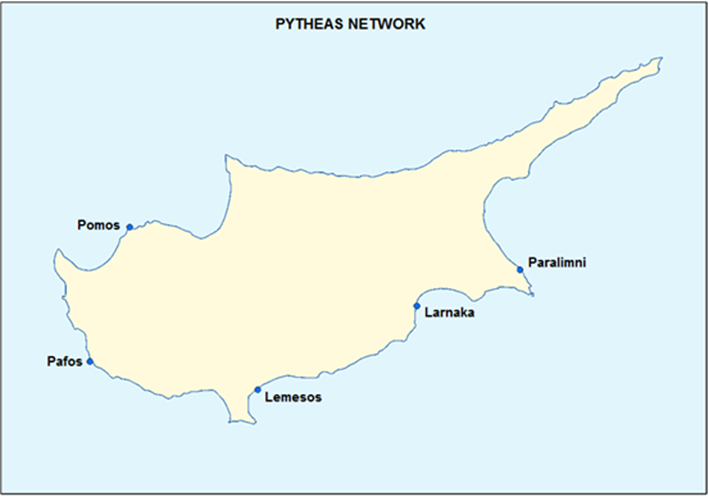 PYTHEAS NETWORK
Pomos
Paralimni
Larnaka
Pafos
Lemesos